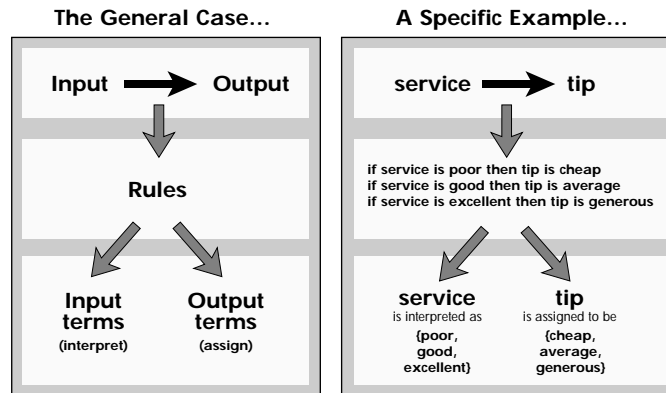 The General Case...
Input
Output
Rules
Input
terms
(interpret)
Output
terms
(assign)
A Specific Example...
service
tip
if service is poor then tip is cheap
if service is good then tip is average
if service is excellent then tip is generous
service
is interpreted as
{poor,
good,
excellent}
tip
is assigned to be
{cheap,
average,
generous}